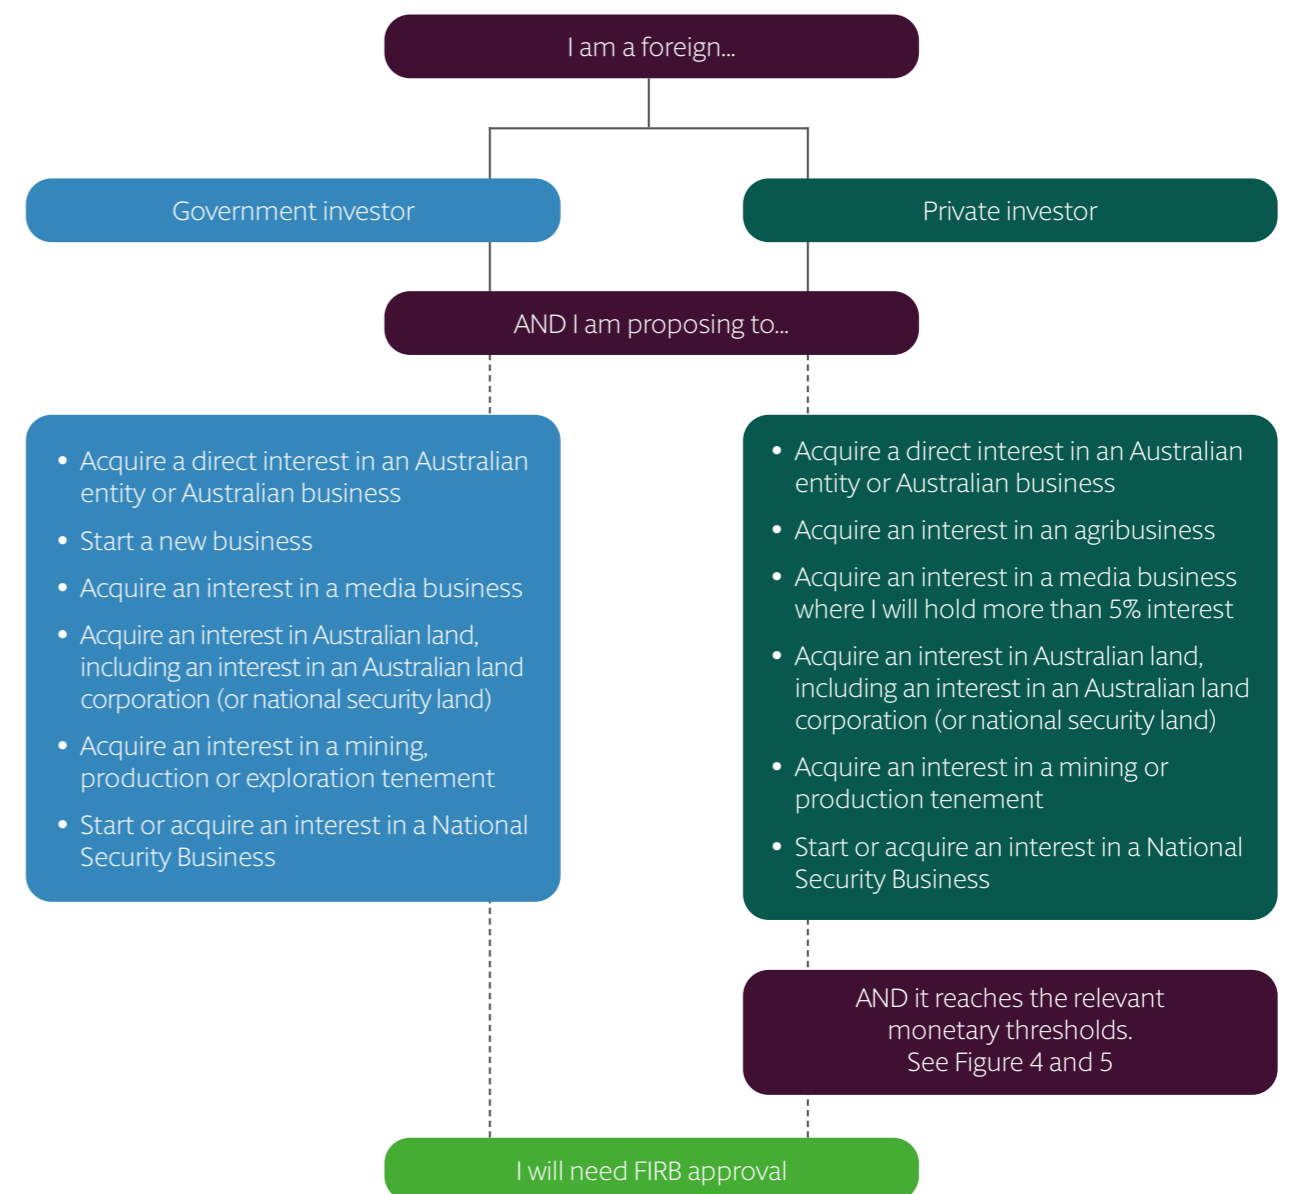 I am a foreign...
Government investor
Private investor
AND I am proposing to...
• Acquire a direct interest in an Australian
entity or Australian business
• Start a new business
• Acquire an interest in a media business
• Acquire an interest in Australian land,
including an interest in an Australian land
corporation (or national security land)
• Acquire an interest in a mining,
production or exploration tenement
• Start or acquire an interest in a National
Security Business
• Acquire a direct interest in an Australian
entity or Australian business
• Acquire an interest in an agribusiness
• Acquire an interest in a media business
where I will hold more than 5% interest
• Acquire an interest in Australian land,
including an interest in an Australian land
corporation (or national security land)
• Acquire an interest in a mining or
production tenement
• Start or acquire an interest in a National
Security Business
AND it reaches the relevant
monetary thresholds.
See Figure 4 and 5
I will need FIRB approval